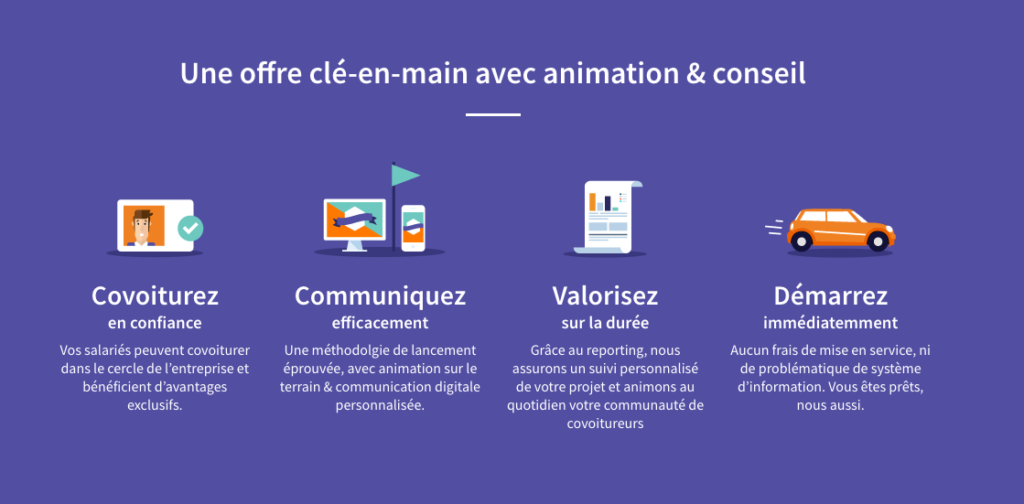 Une offre clé-en-main avec animation & conseil
Covoiturez
en confiance
Vos salariés peuvent covoiturer
dans le cercle de l'entreprise et
bénéficient d'avantages
exclusifs.
Communiquez
efficacement
Une méthodolgie de lancement
éprouvée, avec animation sur le
terrain & communication digitale
personnalisée.
Valorisez
sur la durée
Grâce au reporting, nous
assurons un suivi personnalisé
de votre projet et animons au
quotidien votre communauté de
covoitureurs
Démarrez
immédiatemment
Aucun frais de mise en service, ni
de problématique de système
d'information. Vous êtes prêts,
nous aussi.